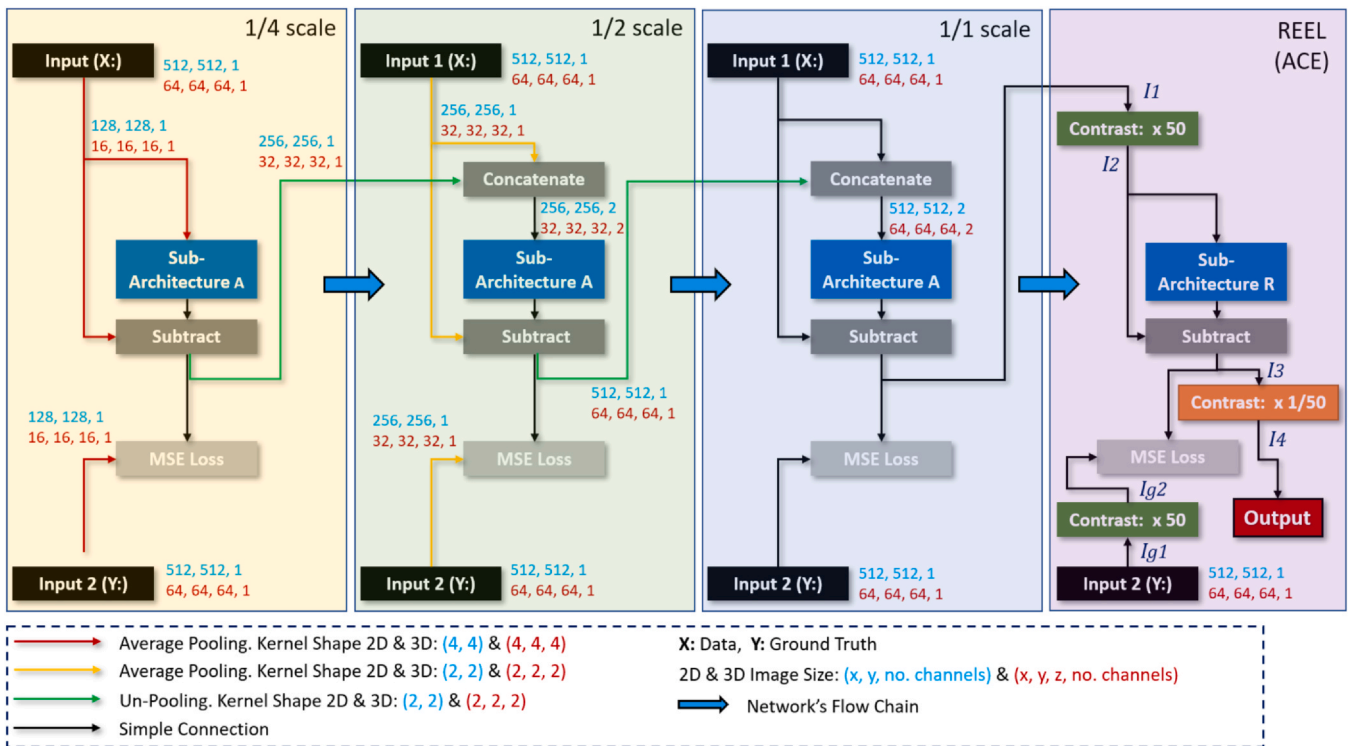 1/4 scale
Input (X:)
512, 512, 1
64, 64, 64, 1
128, 128, 1
16, 16, 16, 1
256, 256, 1
32, 32, 32, 1
Sub-
Architecture A
Subtract
128, 128, 1
16, 16, 16, 1
MSE Loss
Input 2 (Y:)
512, 512, 1
64, 64, 64, 1
1/2 scale
Input 1 (X:)
512, 512, 1
64, 64, 64, 1
256, 256, 1
32, 32, 32, 1
Concatenate
256, 256, 2
32, 32, 32, 2
Sub-
Architecture A
Subtract
512, 512, 1
64, 64, 64, 1
256, 256, 1
32, 32, 32, 1
MSE Loss
Input 2 (Y:)
512, 512, 1
64, 64, 64, 1
1/1 scale
Input 1 (X:)
512, 512, 1
64, 64, 64, 1
Concatenate
512, 512, 2
64, 64, 64, 2
Sub-
Architecture A
Subtract
MSE Loss
Input 2 (Y:)
512, 512, 1
64, 64, 64, 1
REEL
(ACE)
I1
Contrast: x 50
I2
Sub-
Architecture R
Subtract
I3
Contrast: x 1/50
I4
MSE Loss
Ig2
Contrast: x 50
Output
Ig1
Input 2 (Y:)
512, 512, 1
64, 64, 64, 1
Average Pooling. Kernel Shape 2D & 3D: (4, 4) & (4, 4, 4)
Average Pooling. Kernel Shape 2D & 3D: (2, 2) & (2, 2, 2)
Un-Pooling. Kernel Shape 2D & 3D: (2, 2) & (2, 2, 2)
Simple Connection
X: Data, Y: Ground Truth
2D & 3D Image Size: (x, y, no. channels) & (x, y, z, no. channels)
Network's Flow Chain